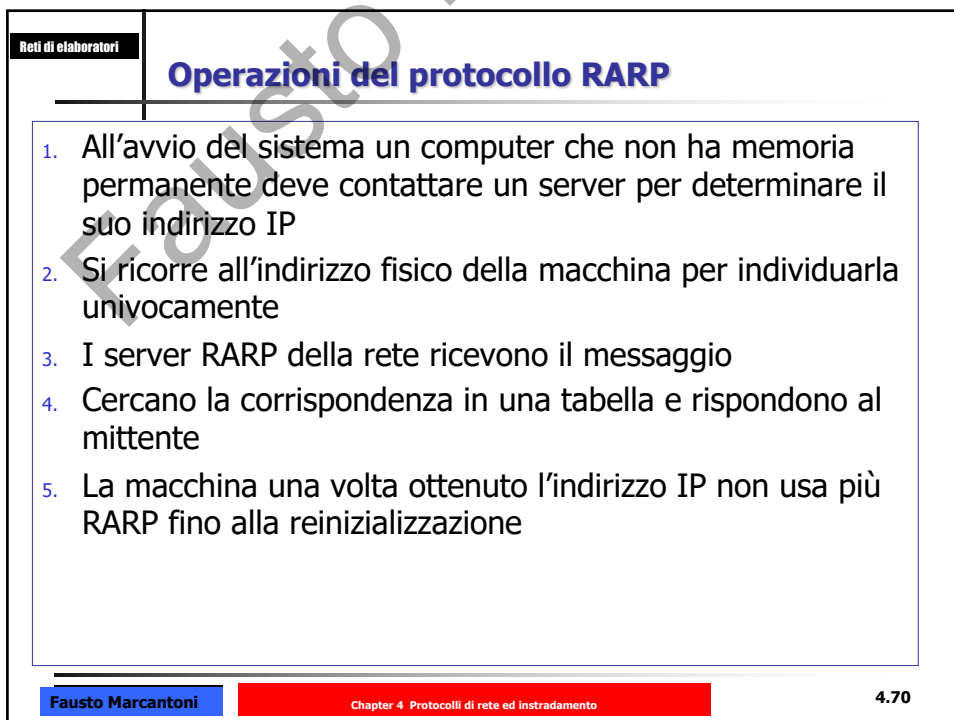 Reti di elaboratori
Operazioni del protocollo RARP
1. All'avvio del sistema un computer che non ha memoria
permanente deve contattare un server per determinare il
suo indirizzo IP
2. Si ricorre all'indirizzo fisico della macchina per individuarla
univocamente
3. I server RARP della rete ricevono il messaggio
4. Cercano la corrispondenza in una tabella e rispondono al
mittente
5. La macchina una volta ottenuto l'indirizzo IP non usa più
RARP fino alla reinizializzazione
Fausto
Fausto Marcantoni
Chapter 4 Protocolli di rete ed instradamento
4.70